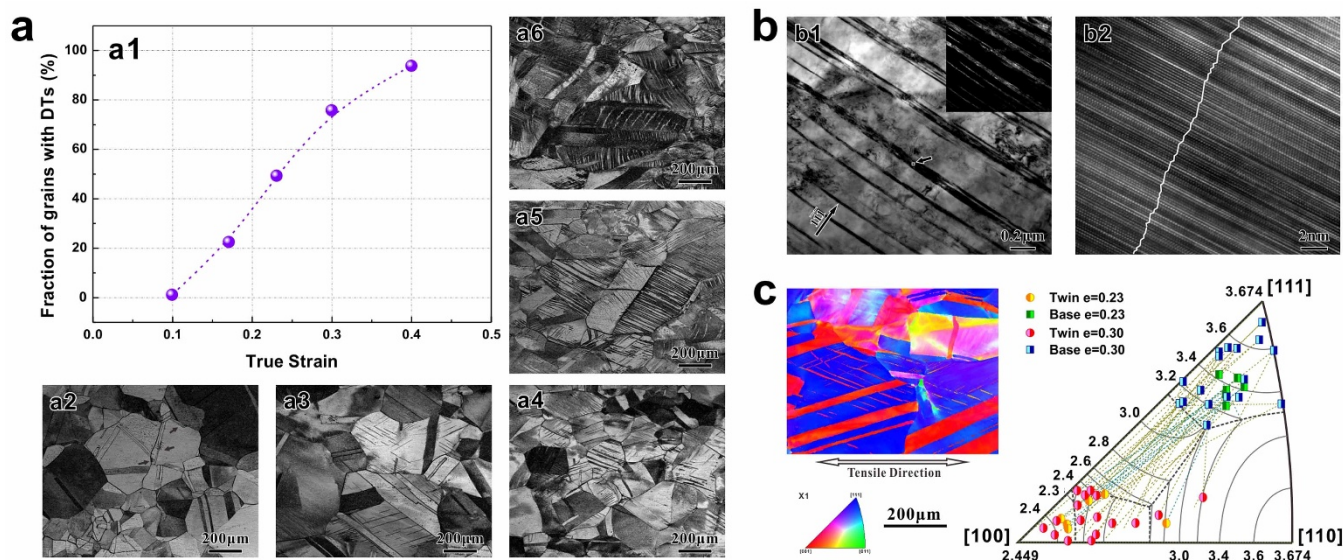 a
a1
Fraction of grains with DTs (%)
100
80
60
40
20
0
0.0
0.1
0.2
0.3
0.4
0.5
True Strain
a6
200μm
a5
200μm
a2
200μm
a3
200μm
a4
200μm
b
b1
0.2μm
b2
2nm
c
Tensile Direction
X1
[111]
[001]
[011]
200μm
Twin e=0.23
Base e=0.23
Twin e=0.30
Base e=0.30
3.674 [111]
3.6
3.4
3.2
3.0
2.8
2.6
2.4
2.3
2.4
[100]
2.449
[110]
3.0
3.4
3.6
3.674